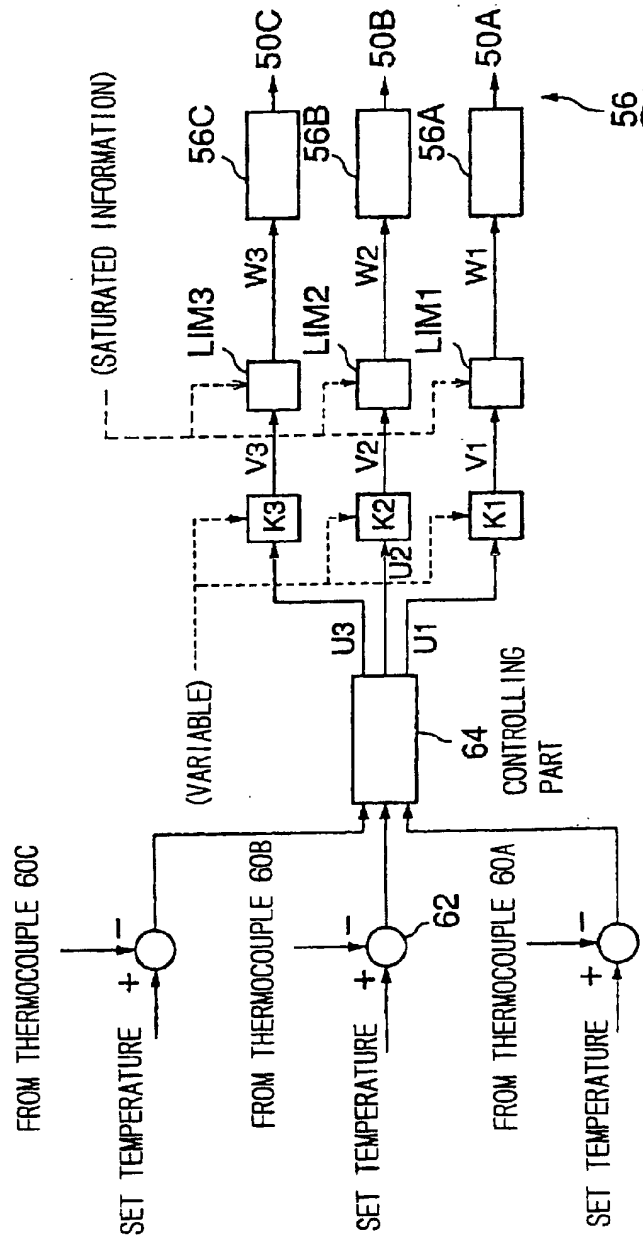 FROM THERMOCOUPLE 60C
SET TEMPERATURE
+
−
FROM THERMOCOUPLE 60B
SET TEMPERATURE
+
−
62
FROM THERMOCOUPLE 60A
SET TEMPERATURE
+
−
64
CONTROLLING
PART
(VARIABLE)
U3
U2
U1
K3
K2
K1
V3
V2
V1
(SATURATED INFORMATION)
LIM3
LIM2
LIM1
W3
W2
W1
56C
56B
56A
50C
50B
50A
56